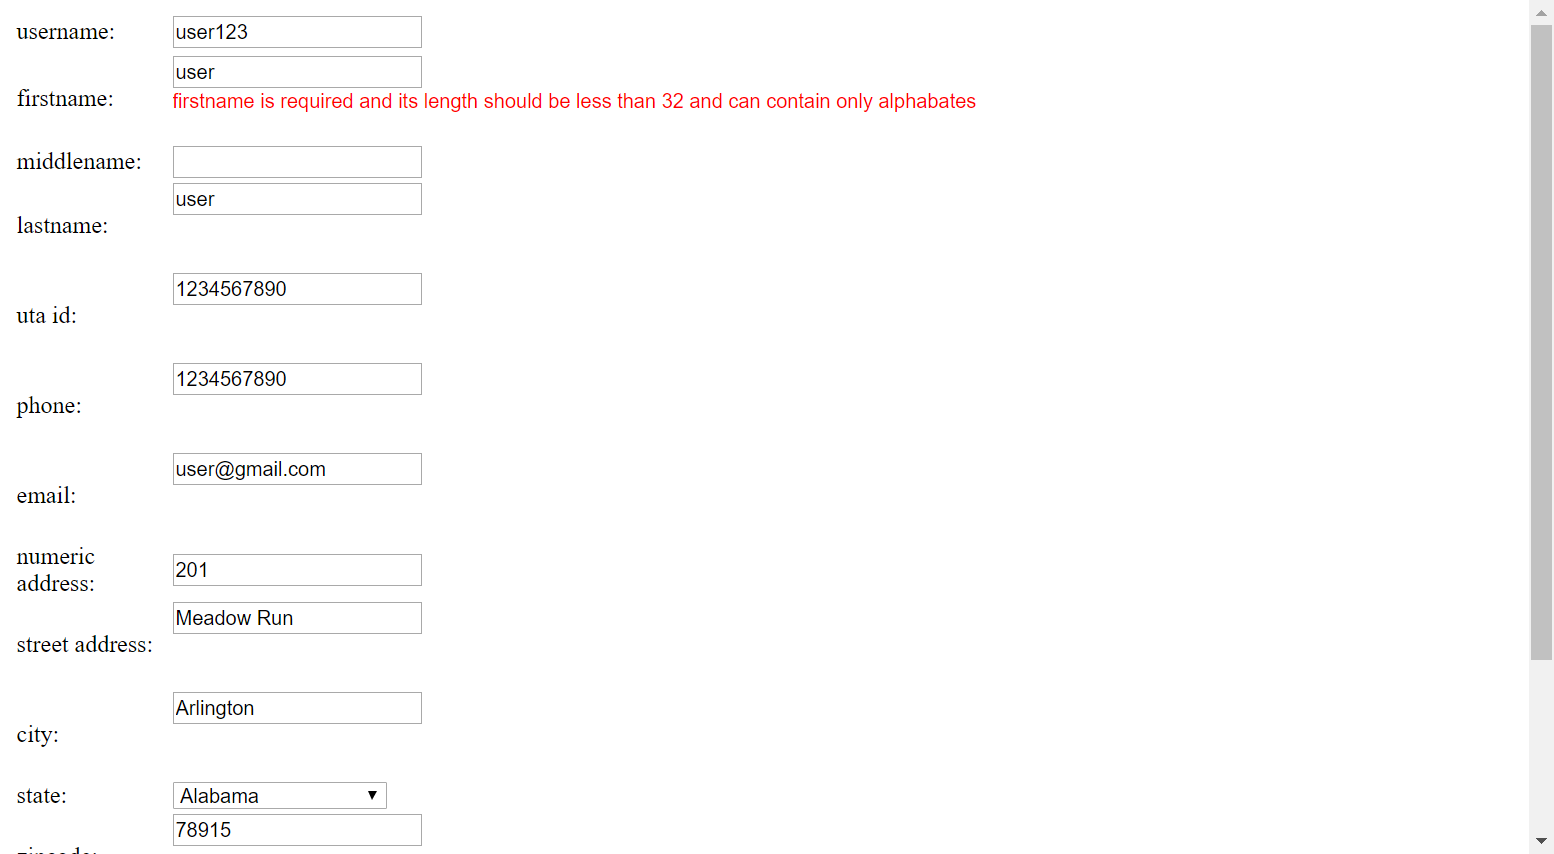 username: user123
user
firstname: firstname is required and its length should be less than 32 and can contain only alphabates
middlename:
user
lastname:
1234567890
uta id:
1234567890
phone:
user@gmail.com
email:
numeric
address: 201
Meadow Run
street address:
Arlington
city:
state: Alabama
78915